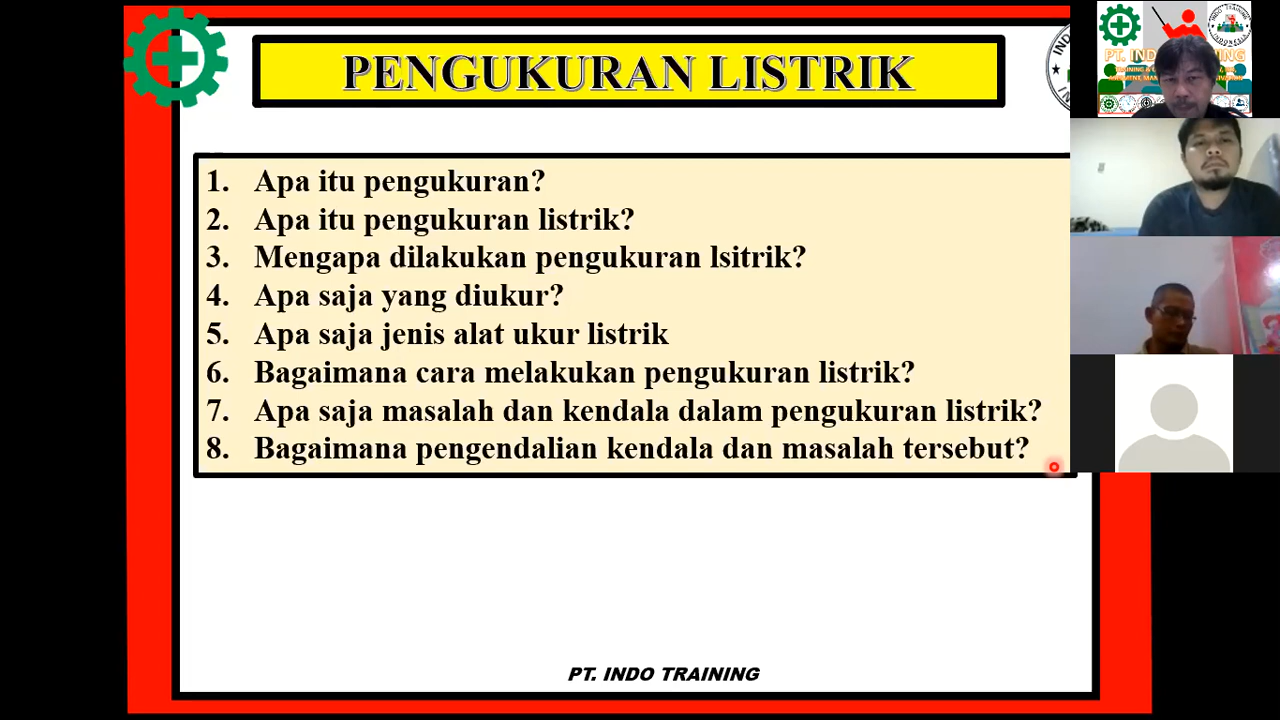 PENGUKURAN LISTRIK
1. Apa itu pengukuran?
2. Apa itu pengukuran listrik?
3. Mengapa dilakukan pengukuran lsitrik?
4. Apa saja yang diukur?
5. Apa saja jenis alat ukur listrik
6. Bagaimana cara melakukan pengukuran listrik?
7. Apa saja masalah dan kendala dalam pengukuran listrik?
8. Bagaimana pengendalian kendala dan masalah tersebut?
PT. INDO TRAINING